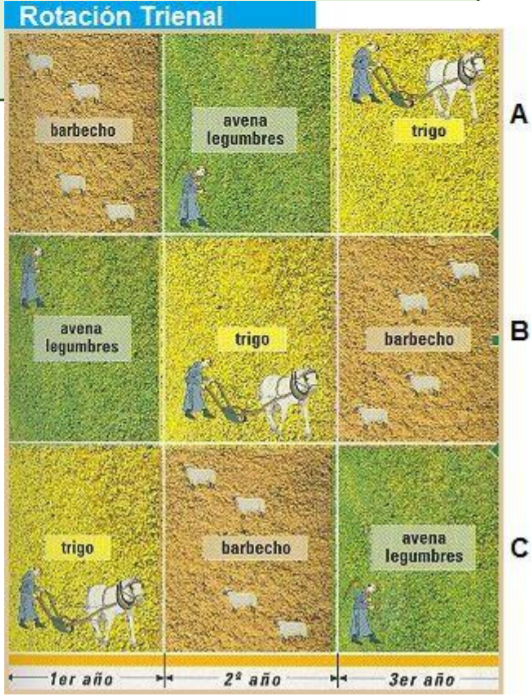 Rotación Trienal
barbecho
avena
legumbres
trigo
A
avena
legumbres
trigo
barbecho
B
trigo
barbecho
avena
legumbres
C
1er año
2º año
3er año